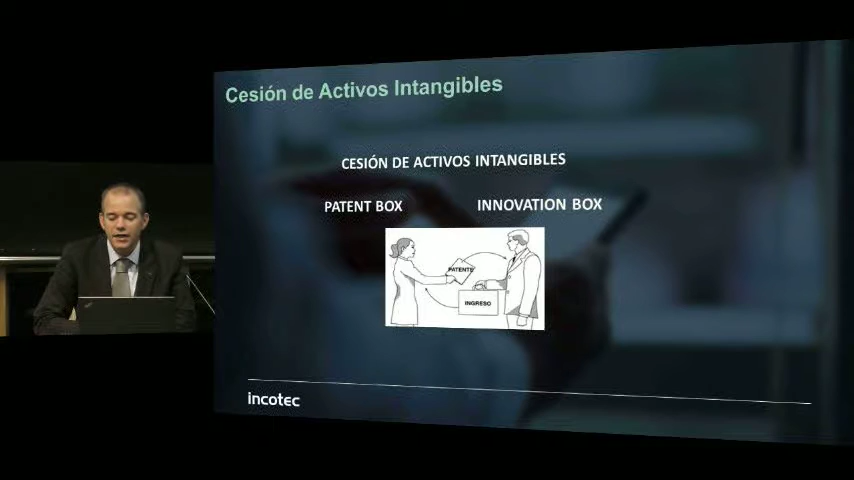 Cesión de Activos Intangibles
CESIÓN DE ACTIVOS INTANGIBLES
PATENT BOX
INNOVATION BOX
PATENTE
INGRESO
incotec